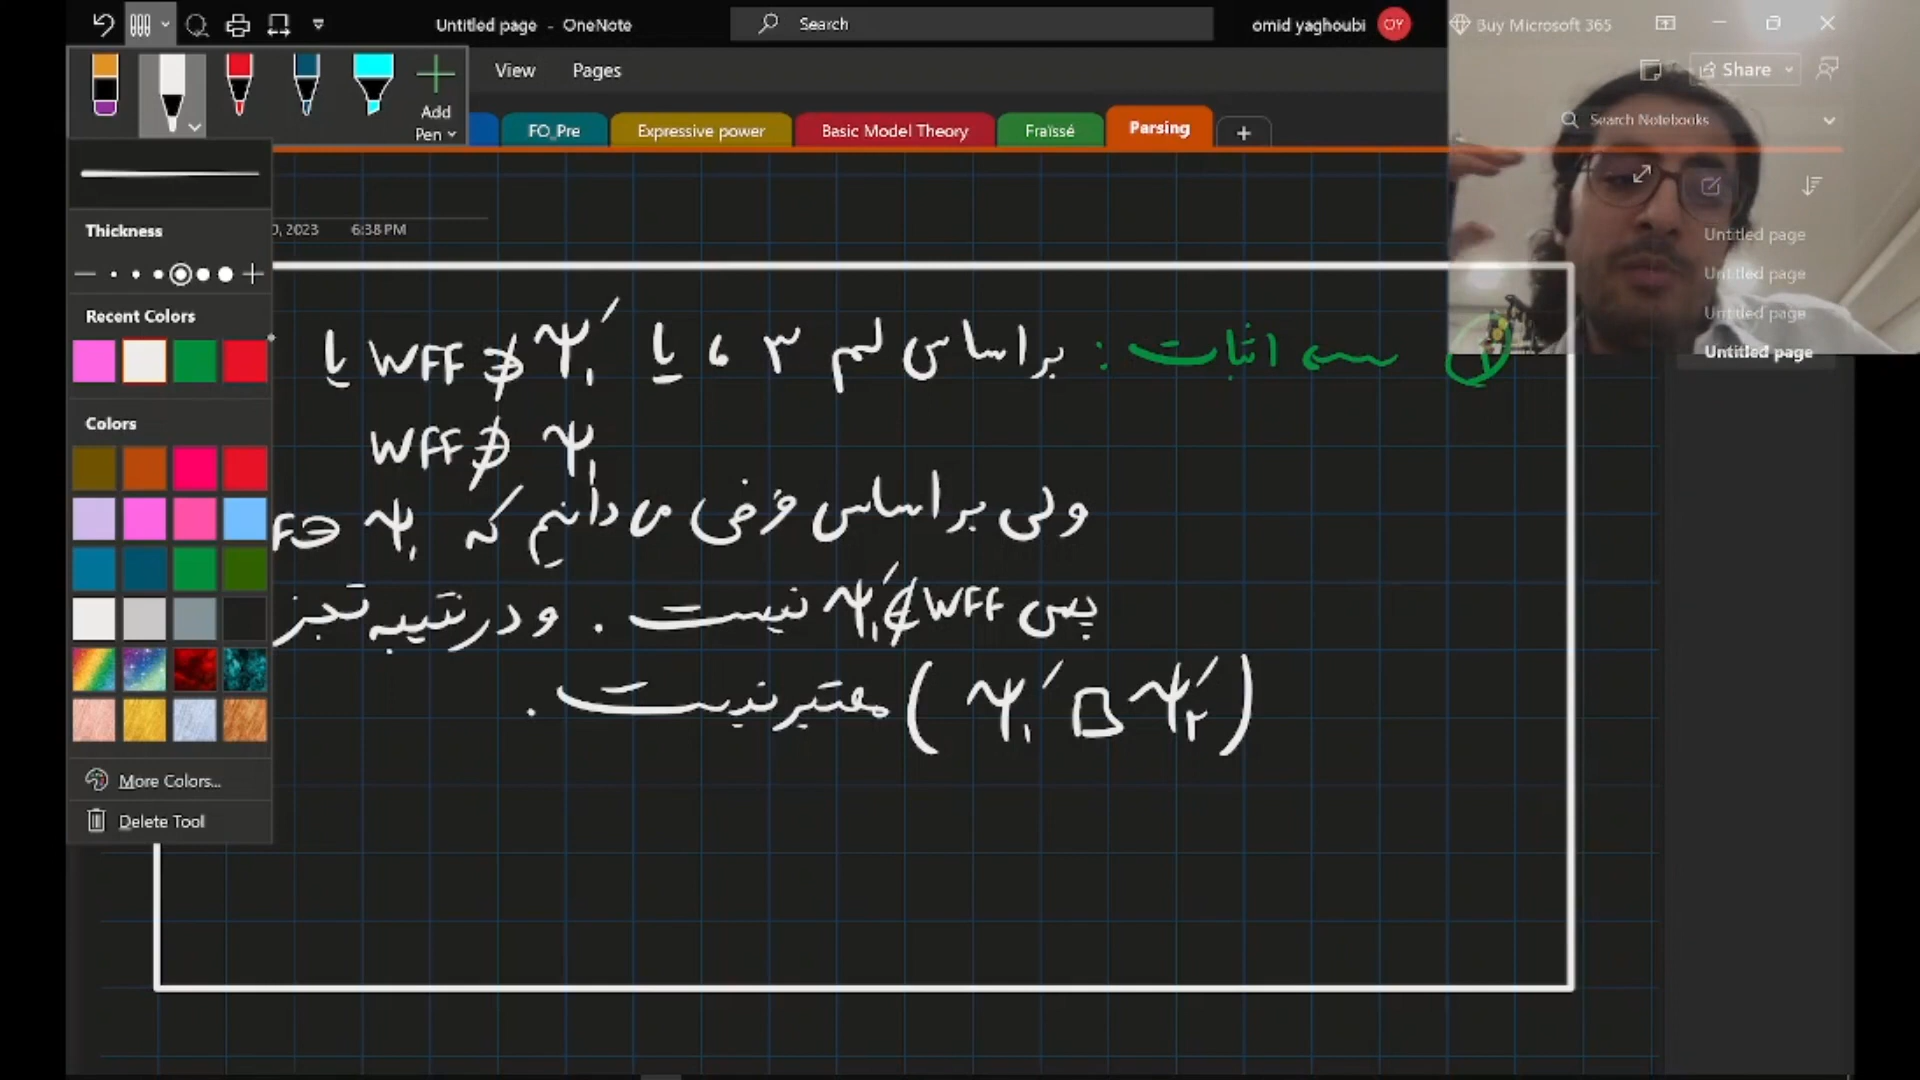 Untitled page - OneNote
Search
omid yaghoubi
OY
Buy Microsoft 365
View
Pages
Share
Add Pen
FO_Pre
Expressive power
Basic Model Theory
Fraïssé
Parsing
+
Search Notebooks
0, 2023 6:38 PM
Untitled page
Untitled page
Untitled page
Untitled page
Thickness
Recent Colors
Colors
More Colors...
Delete Tool
اثبات : براساس لم ۳ ، یا Ψ₁′ ∌ WFF یا
Ψ₁ ∌ WFF
ولی براساس فرض می دانیم که Ψ₁ ∋ F
پس Ψ₁′ ∉ WFF نیست . و در نتیجه تجز
(Ψ₁′ □ Ψ₂′) معتبر نیست .